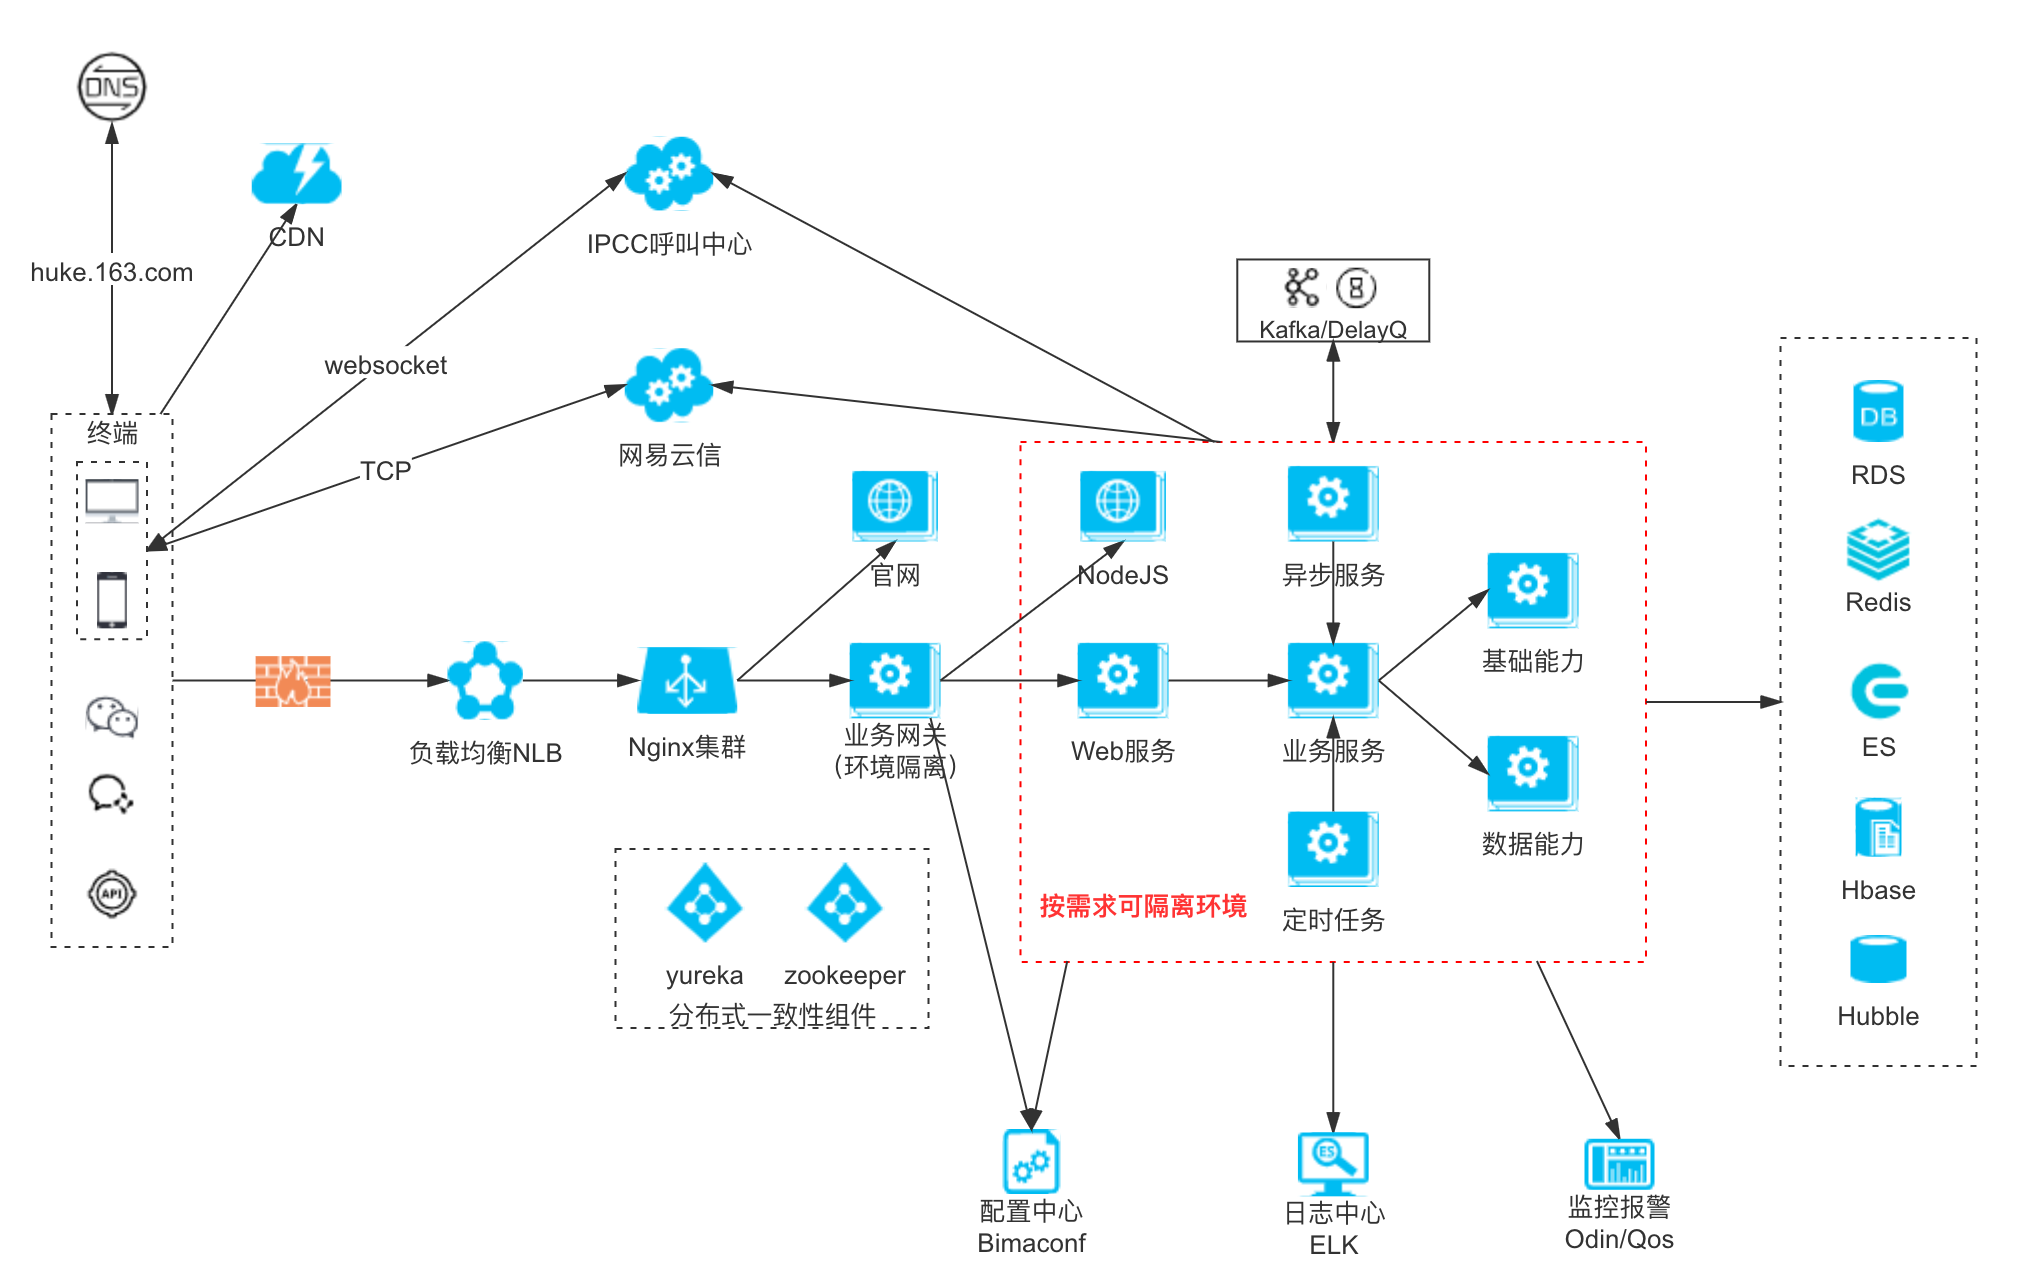 DNS
CDN
huke.163.com
IPCC呼叫中心
Kafka/DelayQ
websocket
终端
网易云信
TCP
DB
RDS
官网
NodeJS
异步服务
Redis
基础能力
负载均衡NLB
Nginx集群
业务网关
（环境隔离）
Web服务
业务服务
ES
数据能力
API
按需求可隔离环境
定时任务
Hbase
yureka
zookeeper
分布式一致性组件
Hubble
ES
配置中心
Bimaconf
日志中心
ELK
监控报警
Odin/Qos